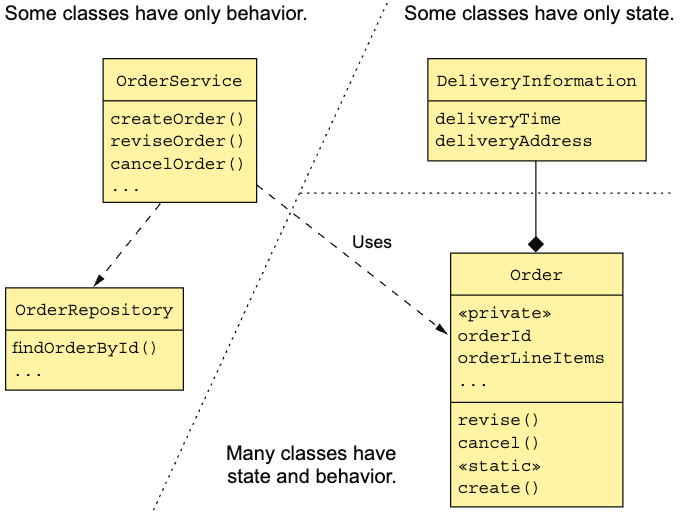 Some classes have only behavior.
Some classes have only state.
OrderService
createOrder()
reviseOrder()
cancelOrder()
...
DeliveryInformation
deliveryTime
deliveryAddress
Uses
OrderRepository
findOrderById()
...
Order
«private»
orderId
orderLineItems
...
revise()
cancel()
«static»
create()
Many classes have
state and behavior.